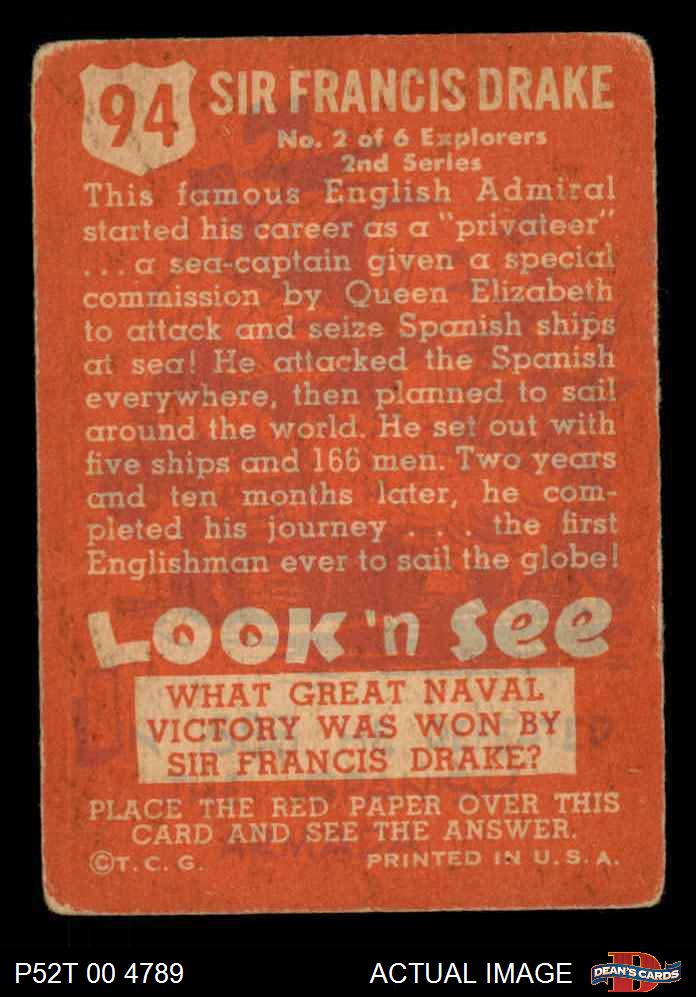 94
SIR FRANCIS DRAKE
No. 2 of 6 Explorers
2nd Series
This famous English Admiral
started his career as a "privateer"
... a sea-captain given a special
commission by Queen Elizabeth
to attack and seize Spanish ships
at sea! He attacked the Spanish
everywhere, then planned to sail
around the world. He set out with
five ships and 166 men. Two years
and ten months later, he com-
pleted his journey . . . the first
Englishman ever to sail the globe!
LOOK 'n See
WHAT GREAT NAVAL
VICTORY WAS WON BY
SIR FRANCIS DRAKE?
PLACE THE RED PAPER OVER THIS
CARD AND SEE THE ANSWER.
©T. C. G. PRINTED IN U. S. A.
P52T 00 4789 ACTUAL IMAGE
DEAN'S CARDS